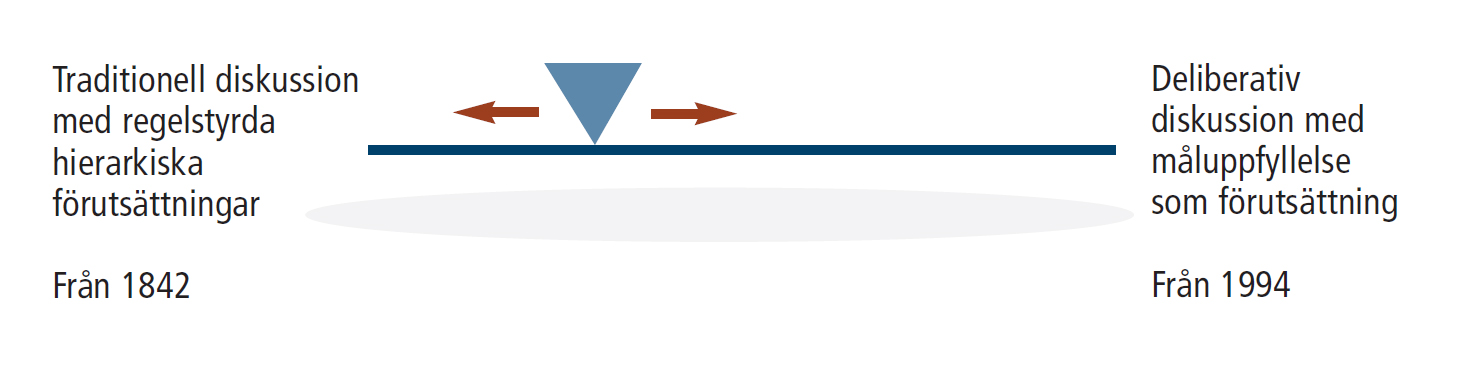 Traditionell diskussion
med regelstyrda
hierarkiska
förutsättningar
Från 1842
Deliberativ
diskussion med
måluppfyllelse
som förutsättning
Från 1994